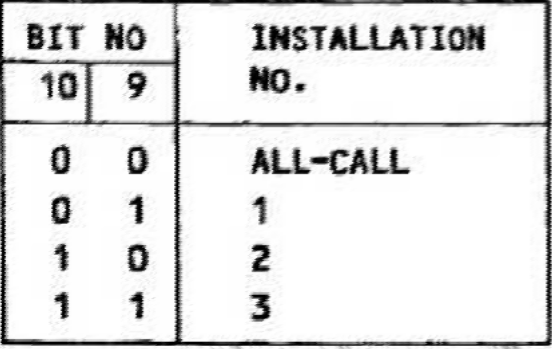 BIT NO INSTALLATION
10 9 NO.
0 0 ALL-CALL
0 1 1
1 0 2
1 1 3